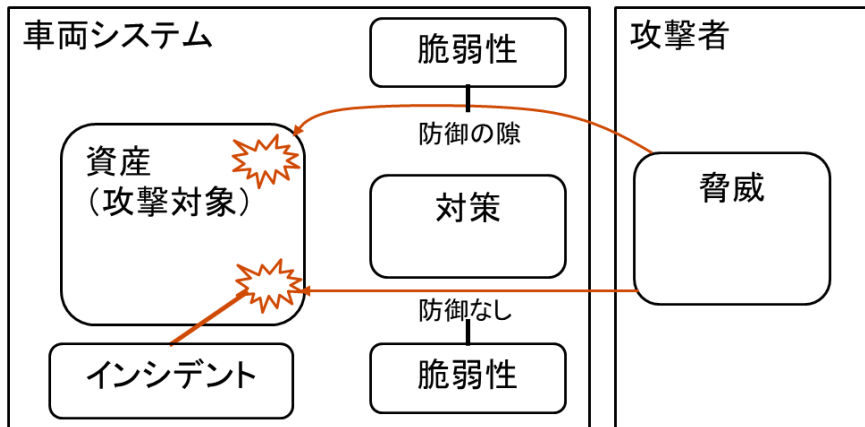 車両システム
攻撃者
脆弱性
防御の隙
資産
（攻撃対象）
対策
脅威
防御なし
インシデント
脆弱性